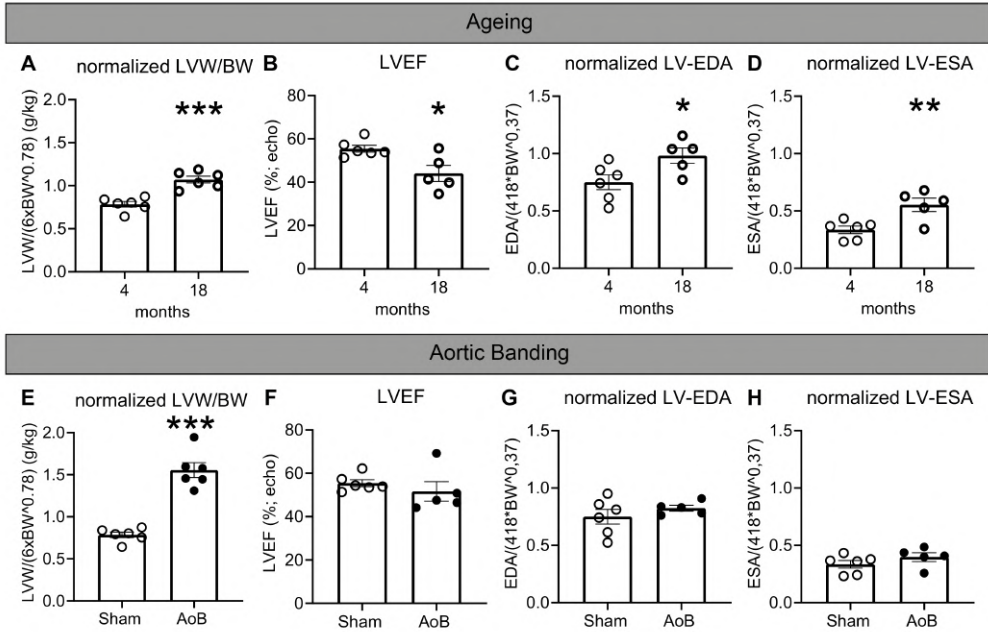 Ageing
A normalized LVW/BW
LVW/(6xBW^0.78) (g/kg)
2.0
1.5
1.0
0.5
0.0
***
4 18
months
B LVEF
LVEF (%; echo)
80
60
40
20
0
*
4 18
months
C normalized LV-EDA
EDA/(418*BW^0,37)
1.5
1.0
0.5
0.0
*
4 18
months
D normalized LV-ESA
ESA/(418*BW^0,37)
1.5
1.0
0.5
0.0
**
4 18
months
Aortic Banding
E normalized LVW/BW
LVW/(6xBW^0.78) (g/kg)
2.0
1.5
1.0
0.5
0.0
***
Sham AoB
F LVEF
LVEF (%; echo)
80
60
40
20
0
Sham AoB
G normalized LV-EDA
EDA/(418*BW^0,37)
1.5
1.0
0.5
0.0
Sham AoB
H normalized LV-ESA
ESA/(418*BW^0,37)
1.5
1.0
0.5
0.0
Sham AoB